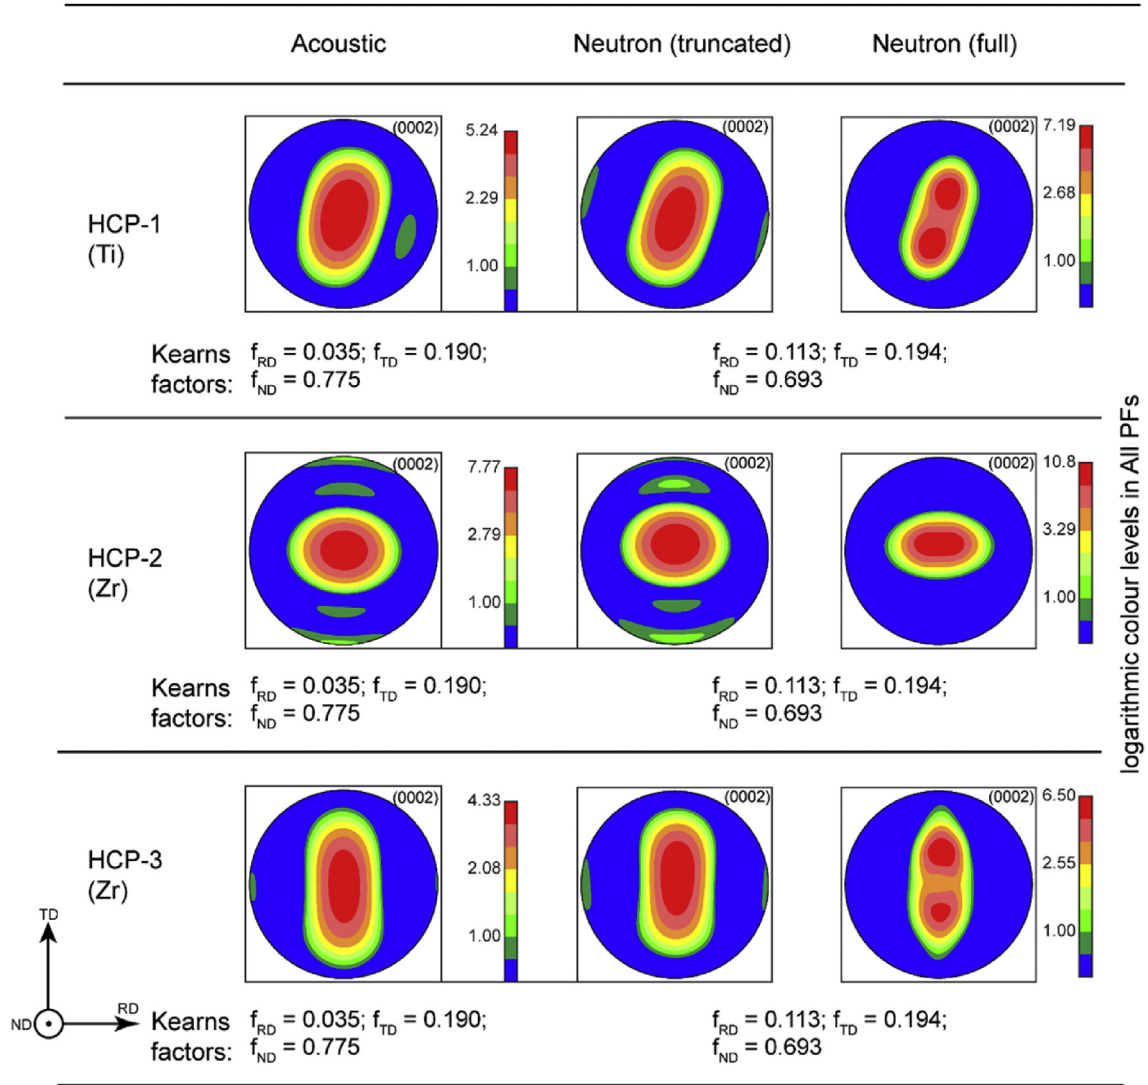 Acoustic Neutron (truncated) Neutron (full)
(0002) (0002) (0002)
5.24 7.19
2.29 2.68
1.00 1.00
HCP-1
(Ti)
Kearns f_RD = 0.035; f_TD = 0.190; f_RD = 0.113; f_TD = 0.194;
factors: f_ND = 0.775 f_ND = 0.693
(0002) (0002) (0002)
7.77 10.8
2.79 3.29
1.00 1.00
HCP-2
(Zr)
Kearns f_RD = 0.035; f_TD = 0.190; f_RD = 0.113; f_TD = 0.194;
factors: f_ND = 0.775 f_ND = 0.693
(0002) (0002) (0002)
4.33 6.50
2.08 2.55
1.00 1.00
HCP-3
(Zr)
TD
ND RD
Kearns f_RD = 0.035; f_TD = 0.190; f_RD = 0.113; f_TD = 0.194;
factors: f_ND = 0.775 f_ND = 0.693
logarithmic colour levels in All PFs